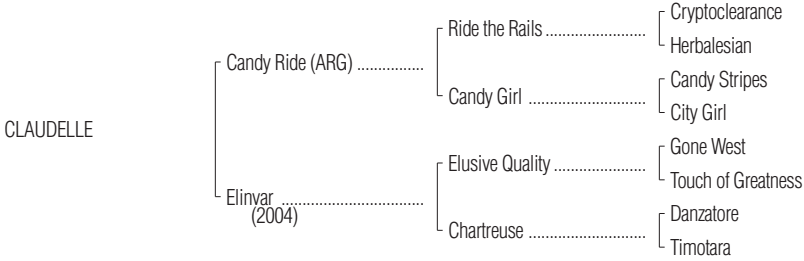 Cryptoclearance
Ride the Rails ........................
Herbalesian
Candy Ride (ARG) ................
Candy Stripes
Candy Girl ............................
City Girl
CLAUDELLE
Gone West
Elusive Quality ......................
Touch of Greatness
Elinvar ..................................
(2004)
Danzatore
Chartreuse ............................
Timotara